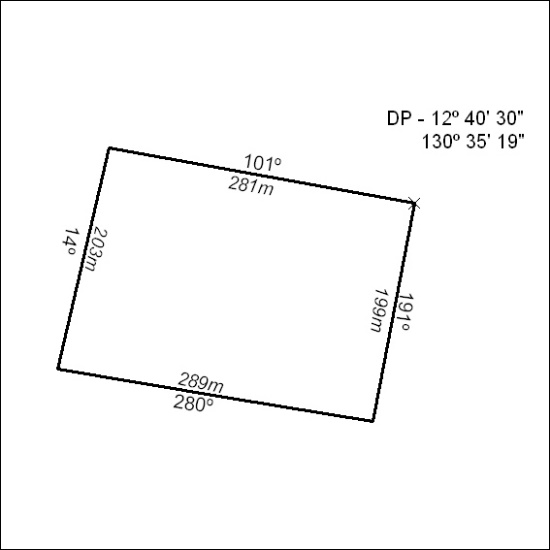 DP - 12º 40' 30"
130º 35' 19"
101º
281m
14º
203m
199m
191º
289m
280º